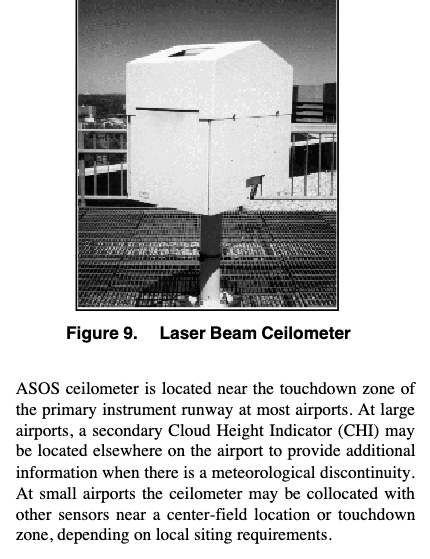 Figure 9. Laser Beam Ceilometer
ASOS ceilometer is located near the touchdown zone of
the primary instrument runway at most airports. At large
airports, a secondary Cloud Height Indicator (CHI) may
be located elsewhere on the airport to provide additional
information when there is a meteorological discontinuity.
At small airports the ceilometer may be collocated with
other sensors near a center-field location or touchdown
zone, depending on local siting requirements.